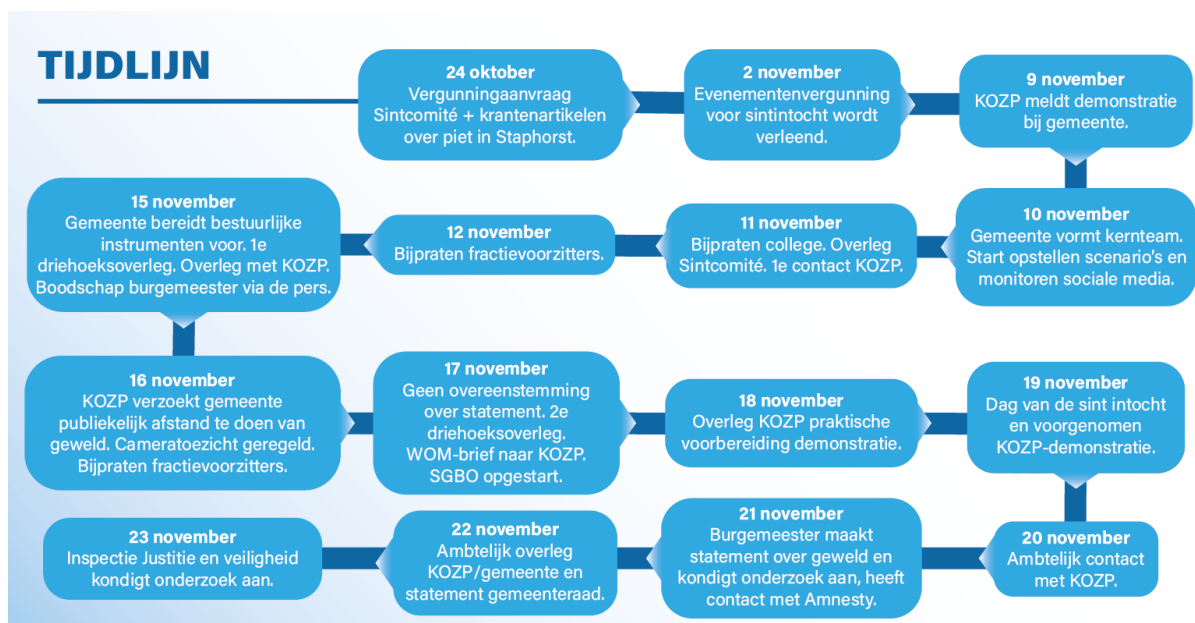 TIJDLIJN
24 oktober
Vergunningaanvraag
Sintcomité + krantenartikelen
over piet in Staphorst.
2 november
Evenementenvergunning
voor sintintocht wordt
verleend.
9 november
KOZP meldt demonstratie
bij gemeente.
10 november
Gemeente vormt kernteam.
Start opstellen scenario's en
monitoren sociale media.
11 november
Bijpraten college. Overleg
Sintcomité. 1e contact KOZP.
12 november
Bijpraten fractievoorzitters.
15 november
Gemeente bereidt bestuurlijke
instrumenten voor. 1e
driehoeksoverleg. Overleg met KOZP.
Boodschap burgemeester via de pers.
16 november
KOZP verzoekt gemeente
publiekelijk afstand te doen van
geweld. Cameratoezicht geregeld.
Bijpraten fractievoorzitters.
17 november
Geen overeenstemming
over statement. 2e
driehoeksoverleg.
WOM-brief naar KOZP.
SGBO opgestart.
18 november
Overleg KOZP praktische
voorbereiding demonstratie.
19 november
Dag van de sint intocht
en voorgenomen
KOZP-demonstratie.
20 november
Ambtelijk contact
met KOZP.
21 november
Burgemeester maakt
statement over geweld en
kondigt onderzoek aan, heeft
contact met Amnesty.
22 november
Ambtelijk overleg
KOZP/gemeente en
statement gemeenteraad.
23 november
Inspectie Justitie en veiligheid
kondigt onderzoek aan.